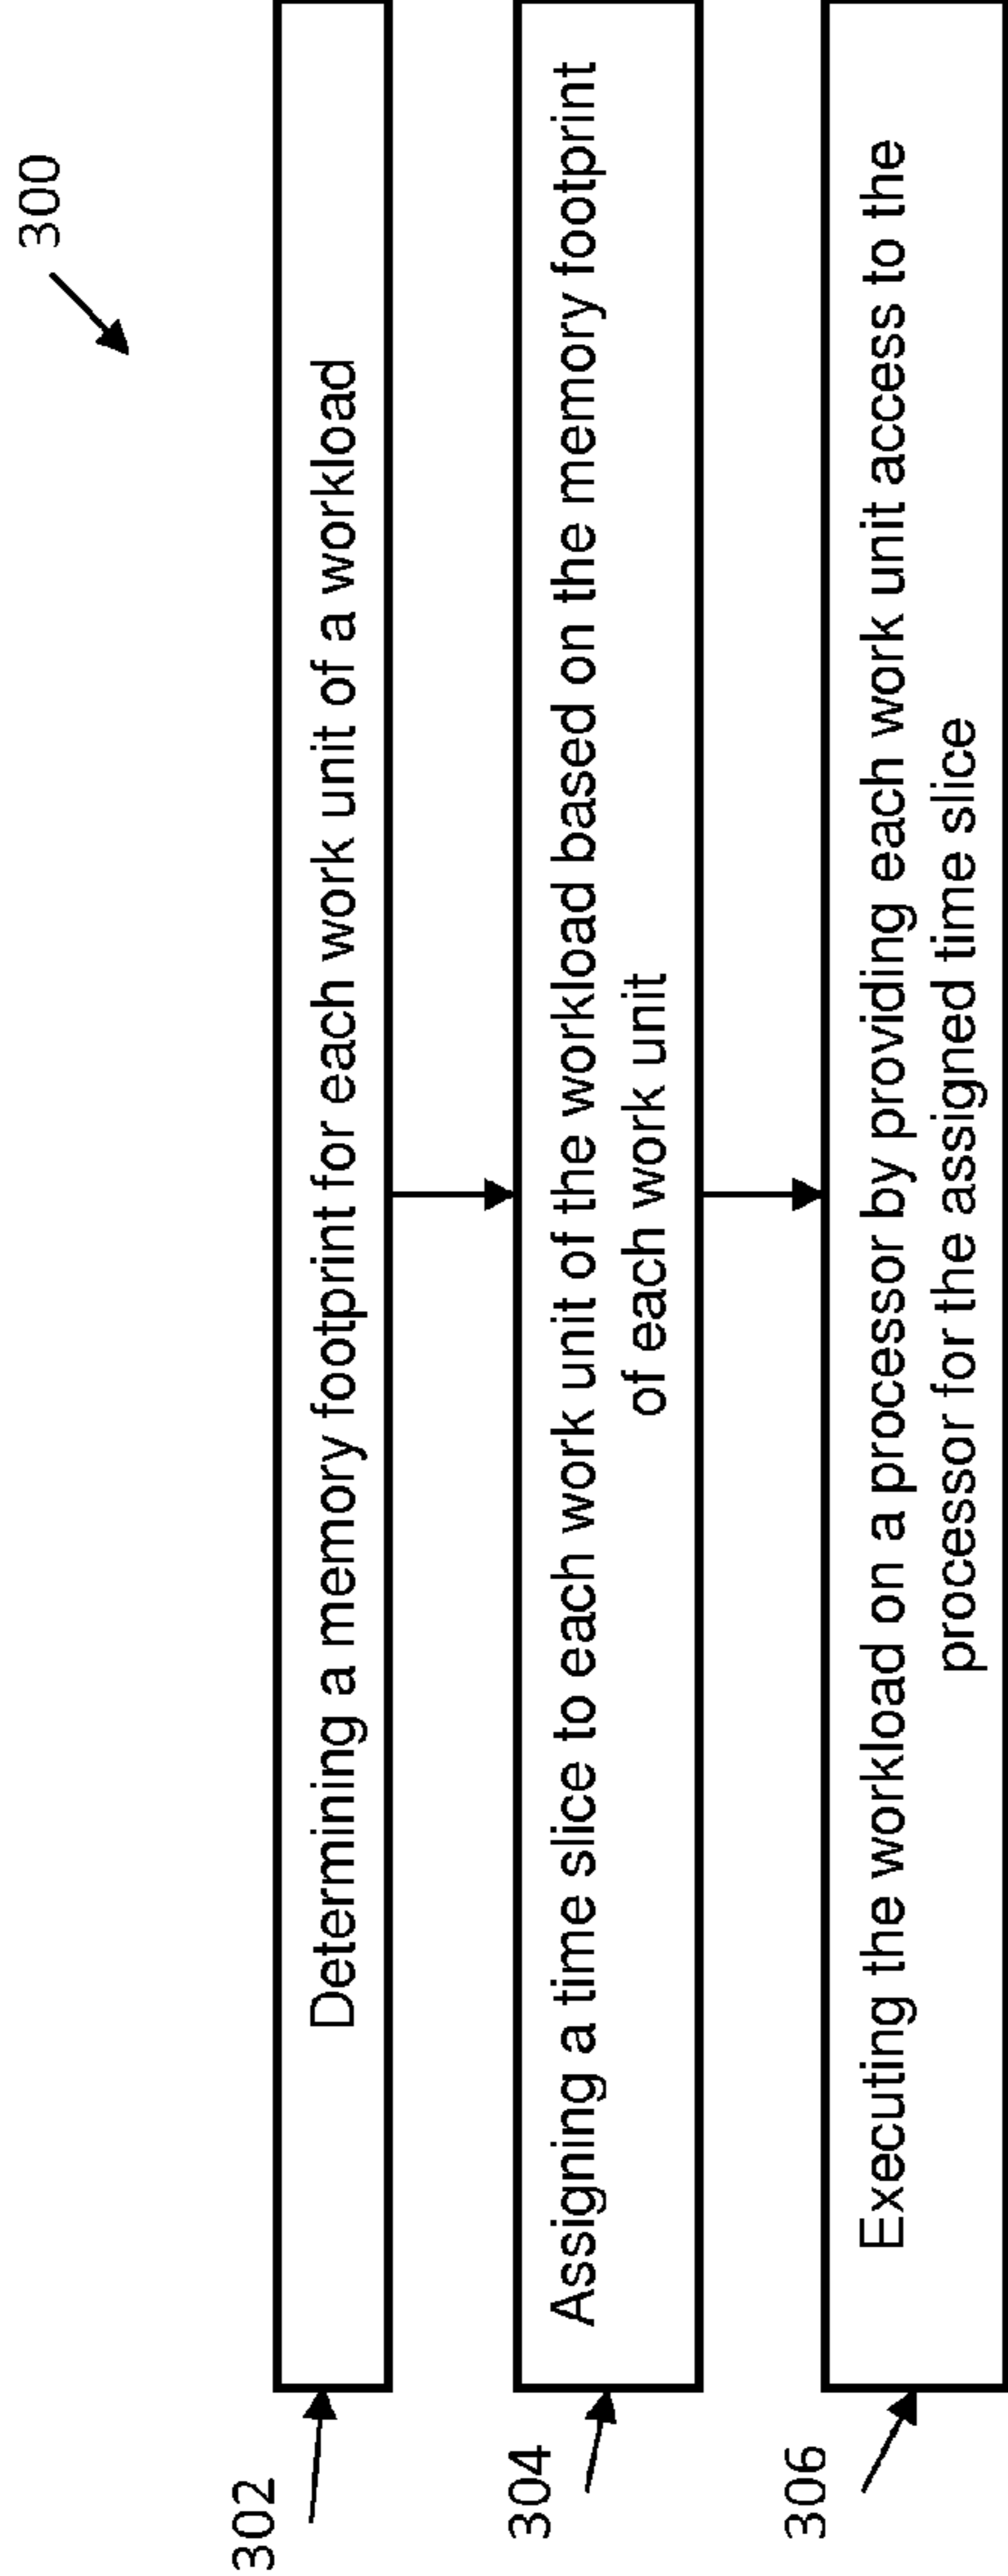 300
302
Determining a memory footprint for each work unit of a workload
304
Assigning a time slice to each work unit of the workload based on the memory footprint
of each work unit
306
Executing the workload on a processor by providing each work unit access to the
processor for the assigned time slice